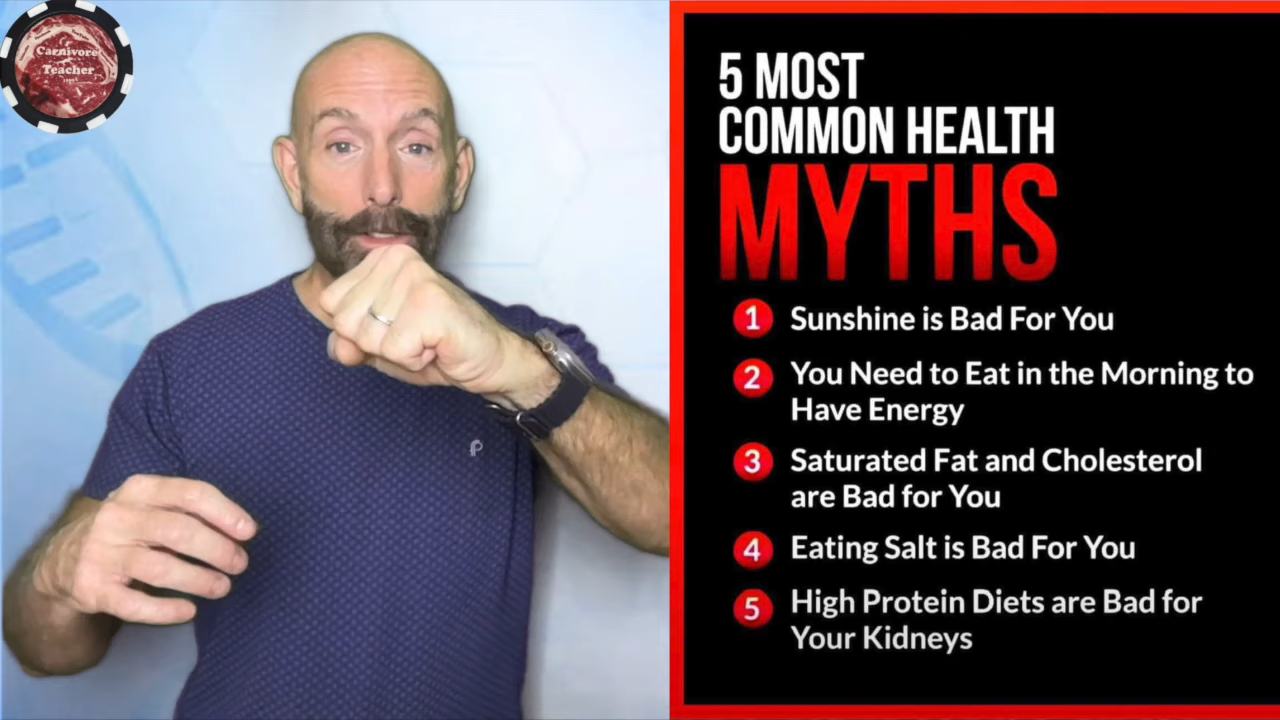 Carnivore
Teacher
5 MOST
COMMON HEALTH
MYTHS
1 Sunshine is Bad For You
2 You Need to Eat in the Morning to
Have Energy
3 Saturated Fat and Cholesterol
are Bad for You
4 Eating Salt is Bad For You
5 High Protein Diets are Bad for
Your Kidneys